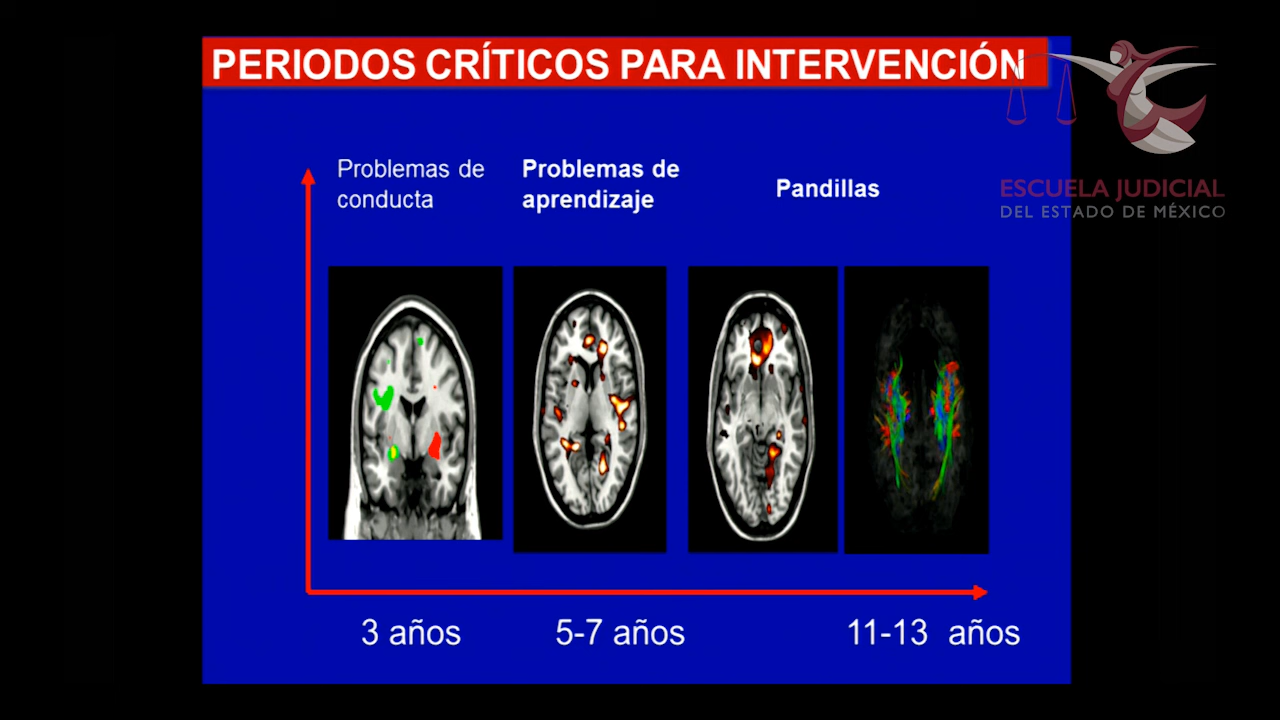 PERIODOS CRÍTICOS PARA INTERVENCIÓN
Problemas de
conducta
Problemas de
aprendizaje
Pandillas
ESCUELA JUDICIAL
DEL ESTADO DE MÉXICO
3 años
5-7 años
11-13 años